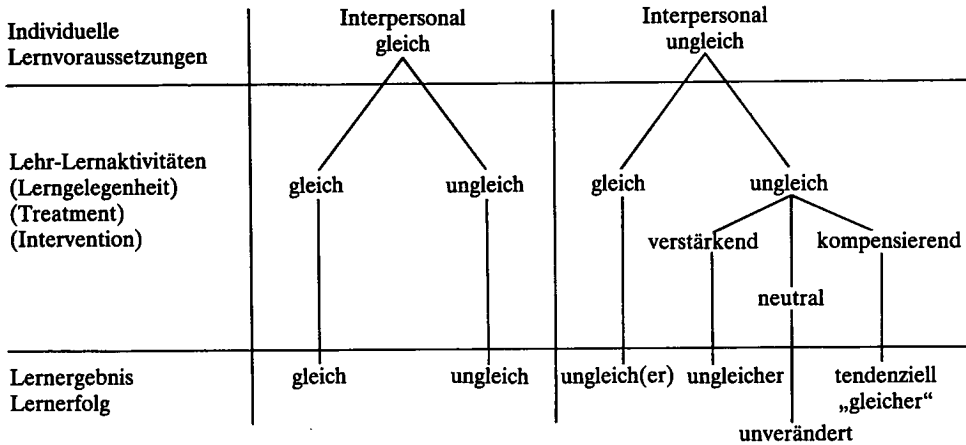 Individuelle
Lernvoraussetzungen
Interpersonal
gleich
Interpersonal
ungleich
Lehr-Lernaktivitäten
(Lerngelegenheit)
(Treatment)
(Intervention)
gleich
ungleich
gleich
ungleich
verstärkend
kompensierend
neutral
Lernergebnis
Lernerfolg
gleich
ungleich
ungleich(er)
ungleicher
tendenziell
„gleicher“
unverändert